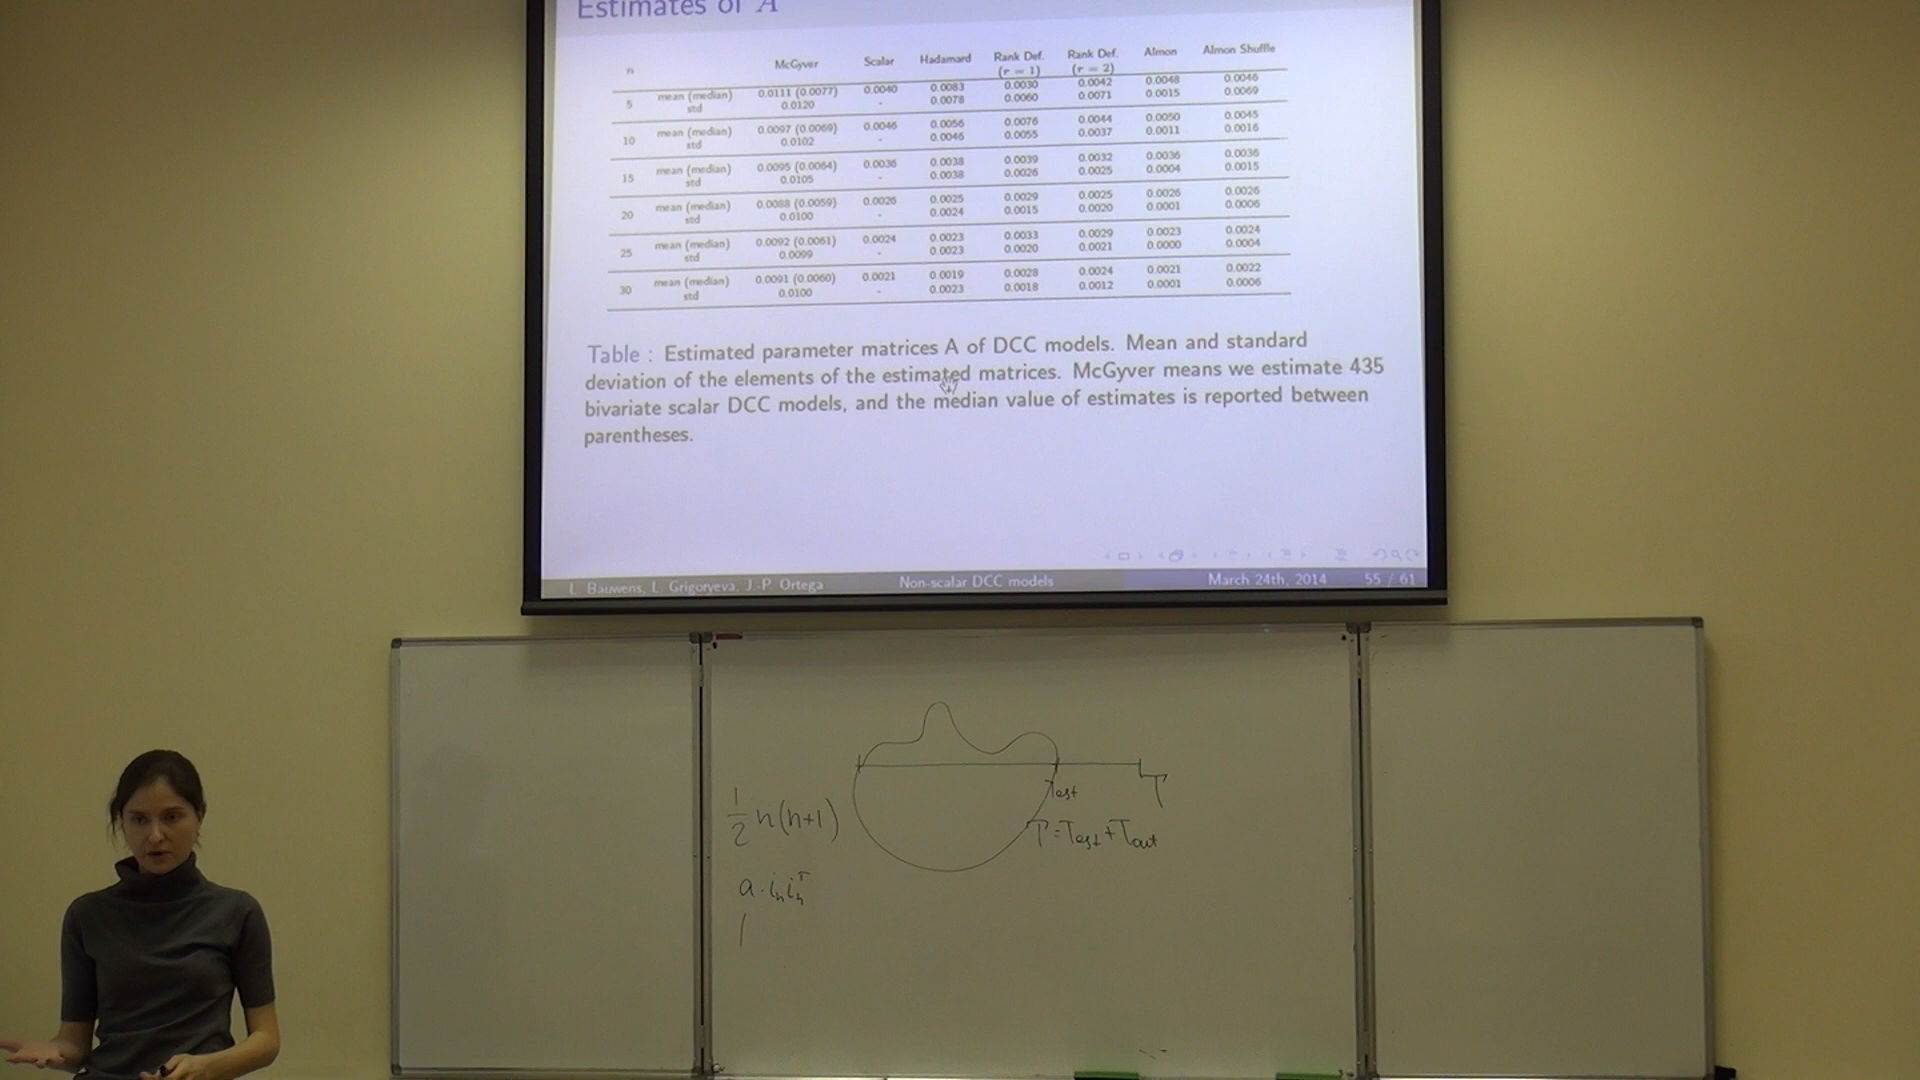 Estimates of A
n McGyver Scalar Hadamard Rank Def. (r = 1) Rank Def. (r = 2) Almon Almon Shuffle
5 mean (median) 0.0111 (0.0077) 0.0040 0.0083 0.0030 0.0042 0.0048 0.0046
std 0.0120 - 0.0078 0.0060 0.0071 0.0015 0.0069
10 mean (median) 0.0097 (0.0069) 0.0046 0.0056 0.0076 0.0044 0.0050 0.0045
std 0.0102 - 0.0046 0.0055 0.0037 0.0011 0.0016
15 mean (median) 0.0095 (0.0064) 0.0036 0.0038 0.0039 0.0032 0.0036 0.0036
std 0.0105 - 0.0038 0.0026 0.0025 0.0004 0.0015
20 mean (median) 0.0088 (0.0059) 0.0026 0.0025 0.0029 0.0025 0.0026 0.0026
std 0.0100 - 0.0024 0.0015 0.0020 0.0001 0.0006
25 mean (median) 0.0092 (0.0061) 0.0024 0.0023 0.0033 0.0029 0.0023 0.0024
std 0.0099 - 0.0023 0.0020 0.0021 0.0000 0.0004
30 mean (median) 0.0091 (0.0060) 0.0021 0.0019 0.0028 0.0024 0.0021 0.0022
std 0.0100 - 0.0023 0.0018 0.0012 0.0001 0.0006
Table : Estimated parameter matrices A of DCC models. Mean and standard
deviation of the elements of the estimated matrices. McGyver means we estimate 435
bivariate scalar DCC models, and the median value of estimates is reported between
parentheses.
L. Bauwens, L. Grigoryeva, J.-P. Ortega Non-scalar DCC models March 24th, 2014 55 / 61
Test T
1/2 n(n+1) T = Test + Tout
a · iₙiₙᵀ